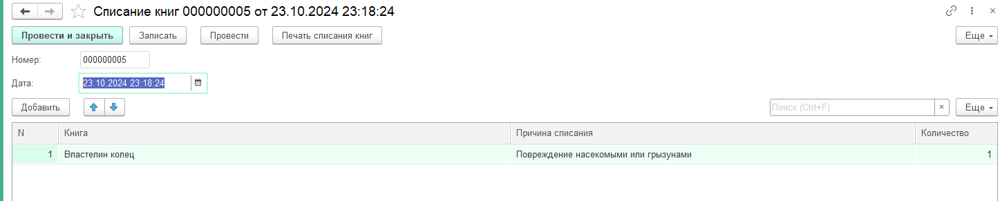 Списание книг 000000005 от 23.10.2024 23:18:24
Провести и закрыть Записать Провести Печать списания книг Еще
Номер: 000000005
Дата: 23.10.2024 23:18:24
Добавить Поиск (Ctrl+F) × Еще
N Книга Причина списания Количество
1 Властелин колец Повреждение насекомыми или грызунами 1